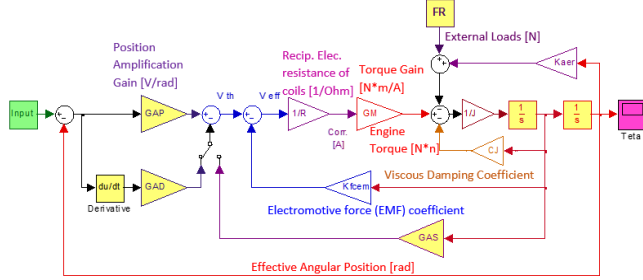 FR
Position
Amplification
Gain [V/rad]
Recip. Elec.
resistance of
coils [1/Ohm]
External Loads [N]
Kaer
Torque Gain
[N*m/A]
Input
GAP
V th
V eff
1/R
GM
1/J
1
s
1
s
Teta
Corr.
[A]
Engine
Torque [N*n]
CJ
du/dt
Derivative
GAD
Kfcem
Viscous Damping Coefficient
Electromotive force (EMF) coefficient
GAS
Effective Angular Position [rad]